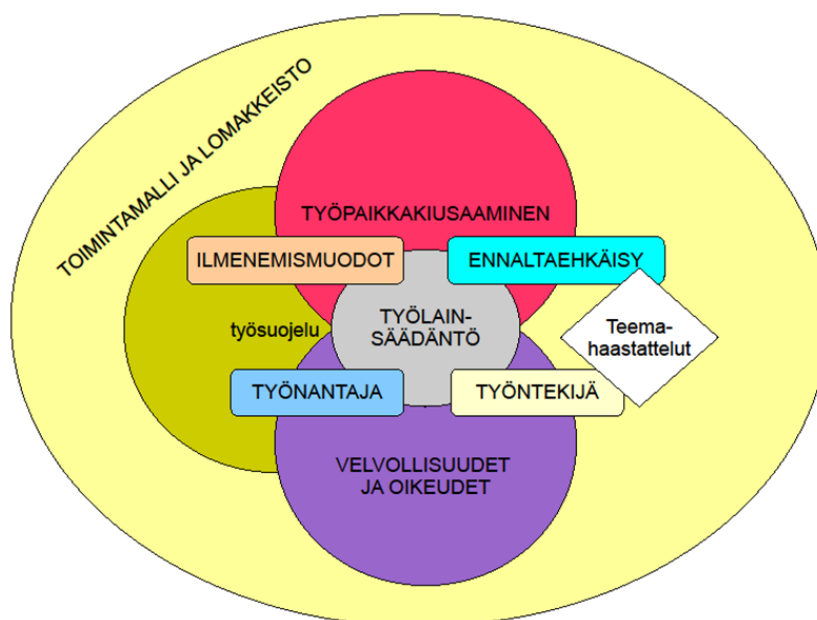 TOIMINTAMALLI JA LOMAKKEISTO
TYÖPAIKKAKIUSAAMINEN
ILMENEMISMUODOT
ENNALTAEHKÄISY
TYÖLAIN-
SÄÄDÄNTÖ
työsuojelu
Teema-
haastattelut
TYÖNANTAJA
TYÖNTEKIJÄ
VELVOLLISUUDET
JA OIKEUDET